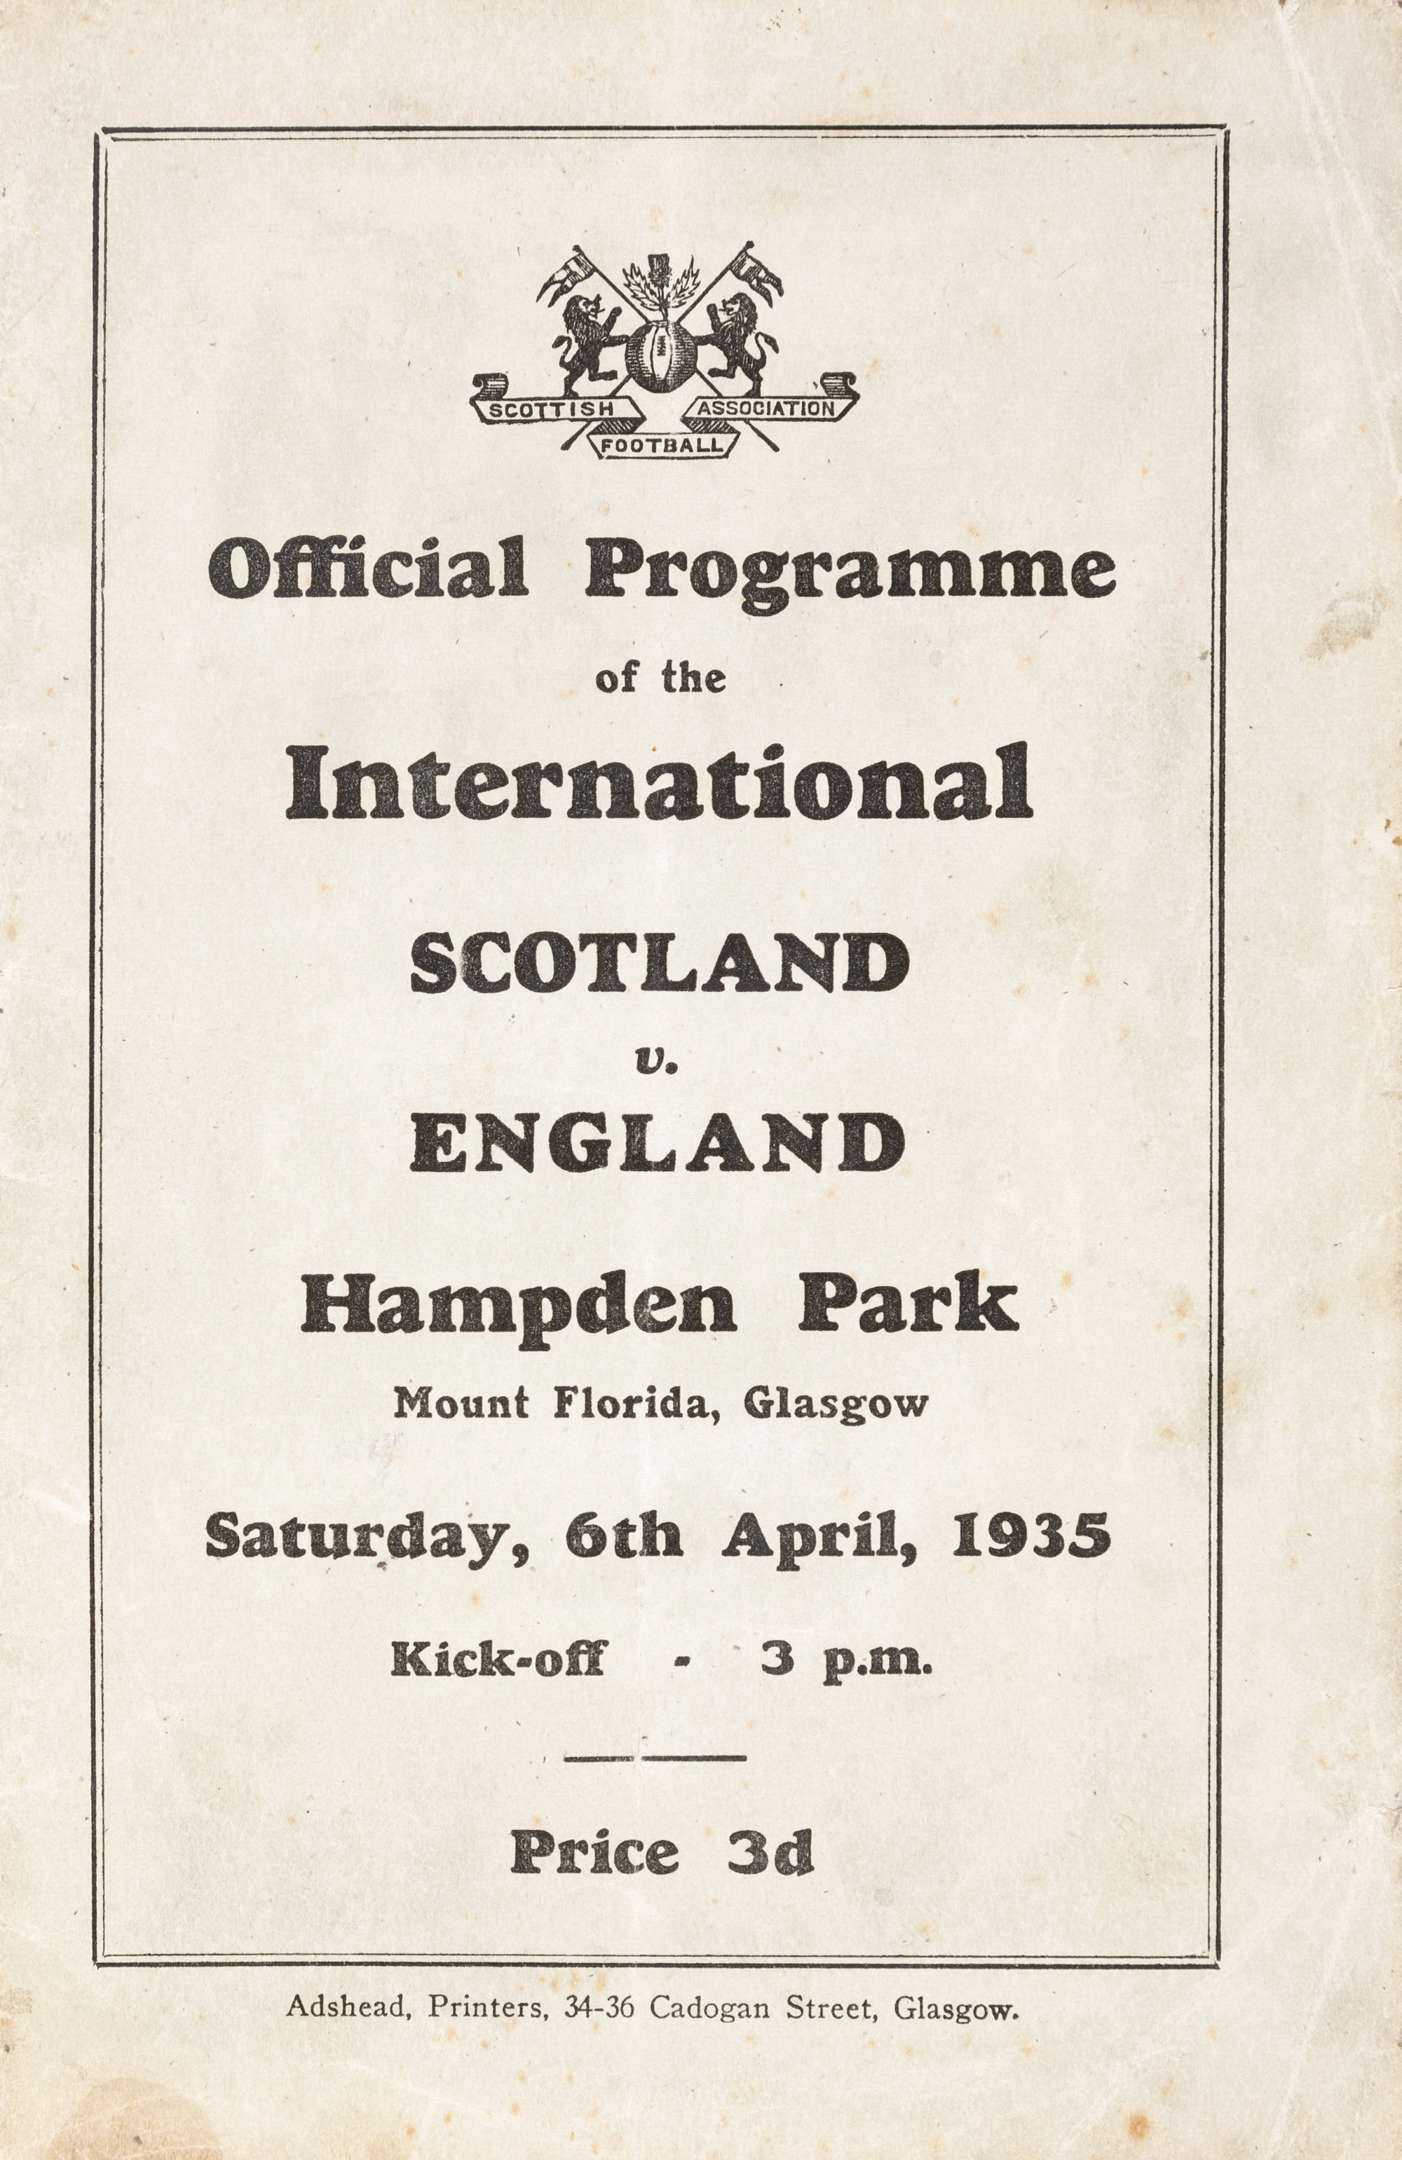 SCOTTISH ASSOCIATION
FOOTBALL
Official Programme
of the
International
SCOTLAND
v.
ENGLAND
Hampden Park
Mount Florida, Glasgow
Saturday, 6th April, 1935
Kick-off - 3 p.m.
Price 3d
Adshead, Printers, 34-36 Cadogan Street, Glasgow.